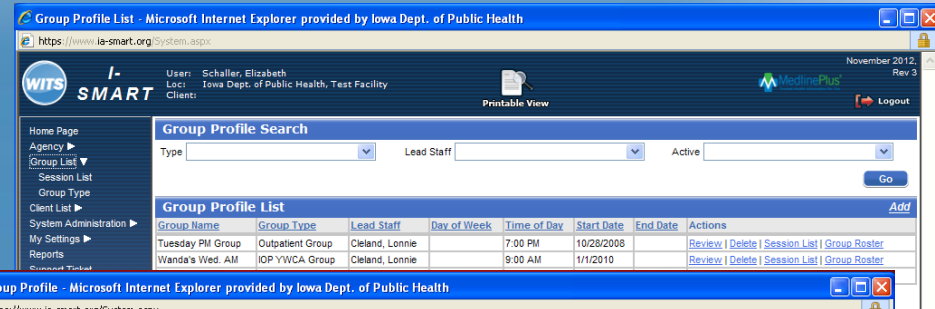 Group Profile List - Microsoft Internet Explorer provided by Iowa Dept. of Public Health
https://www.ia-smart.org/System.aspx
WITS I-SMART
User: Schaller, Elizabeth
Loc: Iowa Dept. of Public Health, Test Facility
Client:
Printable View
MedlinePlus
November 2012, Rev 3
Logout
Home Page
Agency
Group List
Session List
Group Type
Client List
System Administration
My Settings
Reports
Support Ticket
Group Profile Search
Type Lead Staff Active
Go
Group Profile List Add
Group Name Group Type Lead Staff Day of Week Time of Day Start Date End Date Actions
Tuesday PM Group Outpatient Group Cleland, Lonnie 7:00 PM 10/28/2008 Review | Delete | Session List | Group Roster
Wanda's Wed. AM IOP YWCA Group Cleland, Lonnie 9:00 AM 1/1/2010 Review | Delete | Session List | Group Roster
oup Profile - Microsoft Internet Explorer provided by Iowa Dept. of Public Health